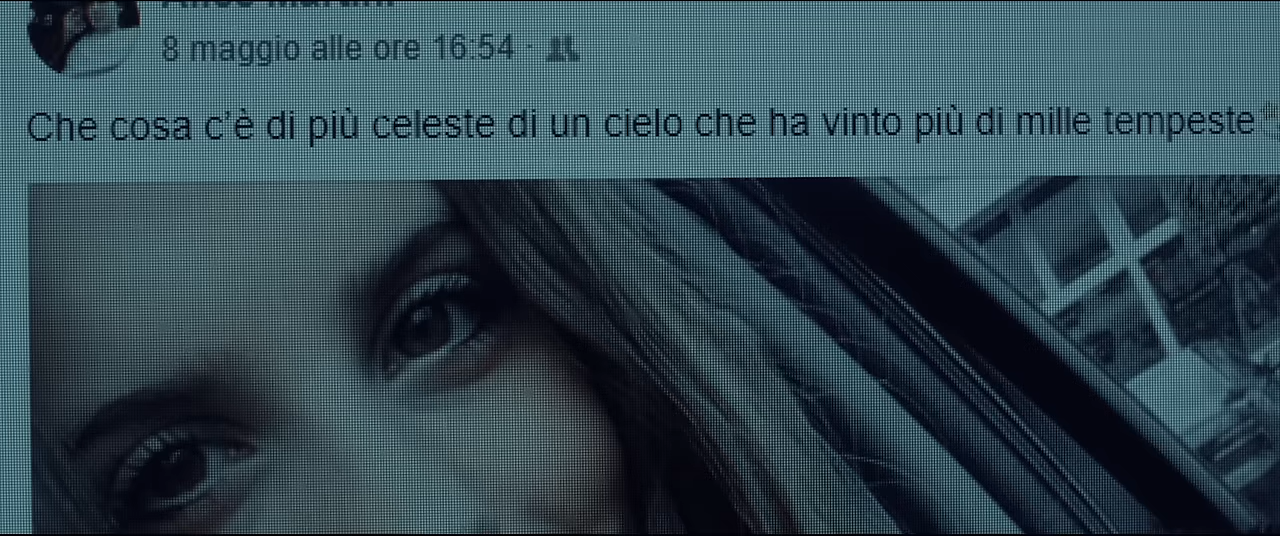 8 maggio alle ore 16:54 ·
Che cosa c'è di più celeste di un cielo che ha vinto più di mille tempeste